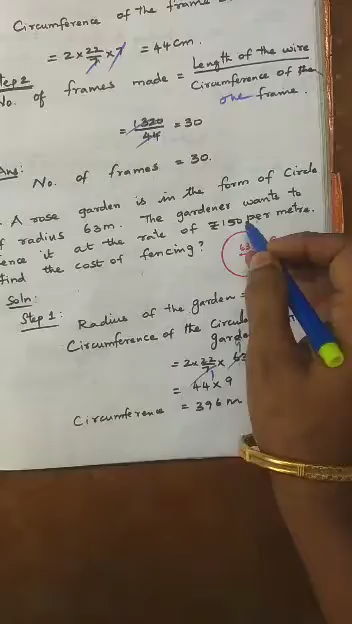 Circumference of the frame
= 2 × 22/7 × 7 = 44 cm.
Step 2
No. of frames made = Length of the wire / Circumference of the one frame.
= 1320/44 = 30
Ans:
No. of frames = 30.
A rose garden is in the form of Circle
of radius 63m. The gardener wants to
fence it at the rate of ₹150 per metre.
find the cost of fencing?
63
Soln:
Step 1: Radius of the garden =
Circumference of the Circular
garden
= 2 × 22/7 × 63
= 44 × 9
Circumference = 396 m